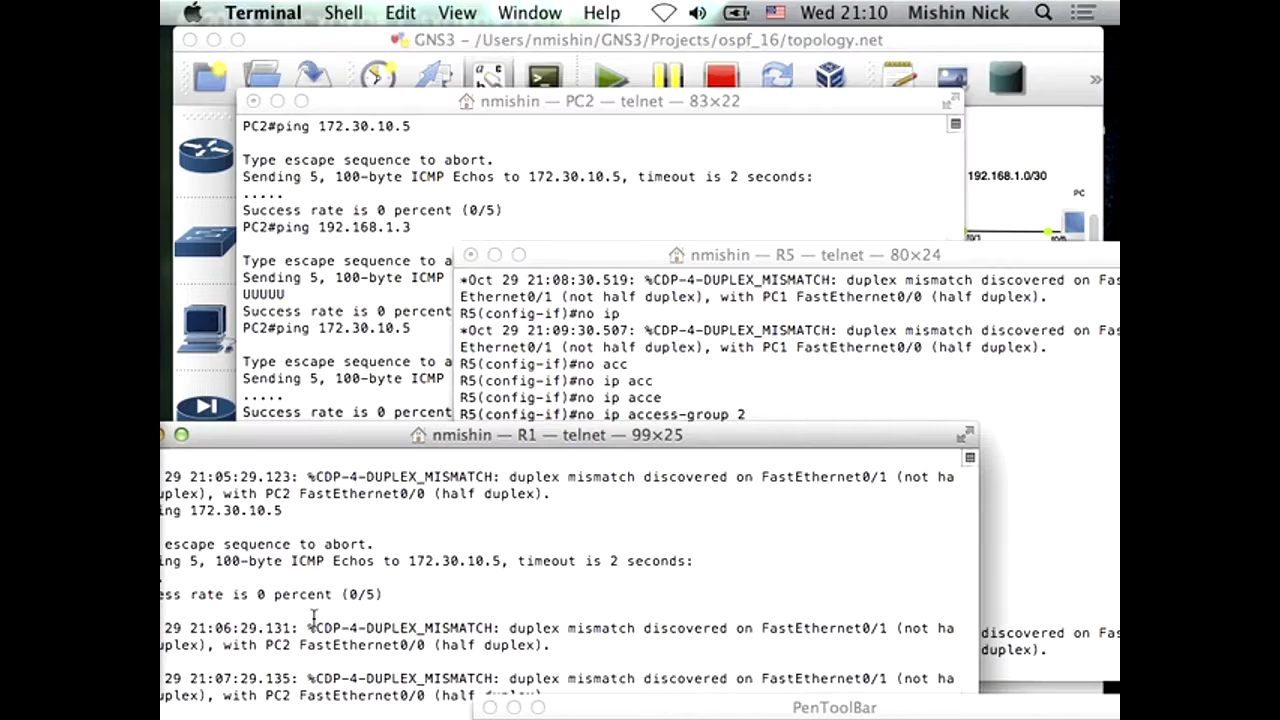 Terminal Shell Edit View Window Help Wed 21:10 Mishin Nick
GNS3 – /Users/nmishin/GNS3/Projects/ospf_16/topology.net
nmishin — PC2 — telnet — 83×22
PC2#ping 172.30.10.5
Type escape sequence to abort.
Sending 5, 100-byte ICMP Echos to 172.30.10.5, timeout is 2 seconds:
.....
Success rate is 0 percent (0/5)
PC2#ping 192.168.1.3
Type escape sequence to a
Sending 5, 100-byte ICMP
UUUUU
Success rate is 0 percent
PC2#ping 172.30.10.5
Type escape sequence to a
Sending 5, 100-byte ICMP
.....
Success rate is 0 percent
192.168.1.0/30
PC
nmishin — R5 — telnet — 80×24
*Oct 29 21:08:30.519: %CDP-4-DUPLEX_MISMATCH: duplex mismatch discovered on Fas
Ethernet0/1 (not half duplex), with PC1 FastEthernet0/0 (half duplex).
R5(config-if)#no ip
*Oct 29 21:09:30.507: %CDP-4-DUPLEX_MISMATCH: duplex mismatch discovered on Fas
Ethernet0/1 (not half duplex), with PC1 FastEthernet0/0 (half duplex).
R5(config-if)#no acc
R5(config-if)#no ip acc
R5(config-if)#no ip acce
R5(config-if)#no ip access-group 2
discovered on Fas
duplex).
nmishin — R1 — telnet — 99×25
29 21:05:29.123: %CDP-4-DUPLEX_MISMATCH: duplex mismatch discovered on FastEthernet0/1 (not ha
uplex), with PC2 FastEthernet0/0 (half duplex).
ing 172.30.10.5
escape sequence to abort.
ing 5, 100-byte ICMP Echos to 172.30.10.5, timeout is 2 seconds:
.
ess rate is 0 percent (0/5)
29 21:06:29.131: %CDP-4-DUPLEX_MISMATCH: duplex mismatch discovered on FastEthernet0/1 (not ha
uplex), with PC2 FastEthernet0/0 (half duplex).
29 21:07:29.135: %CDP-4-DUPLEX_MISMATCH: duplex mismatch discovered on FastEthernet0/1 (not ha
uplex), with PC2 FastEthernet0/0 (half duplex).
PenToolBar